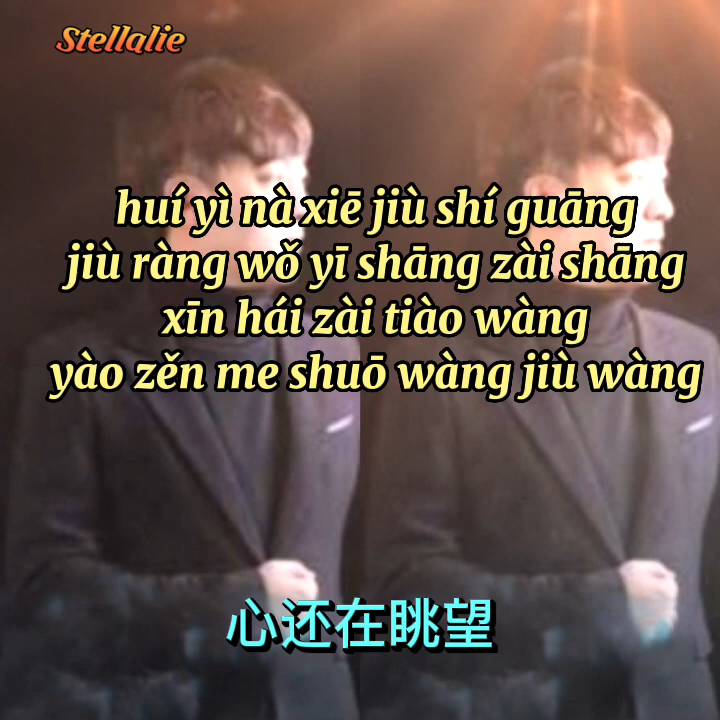 Stellalie
huí yì nà xiē jiù shí guāng
jiù ràng wǒ yī shāng zài shāng
xīn hái zài tiào wàng
yào zěn me shuō wàng jiù wàng
心还在眺望